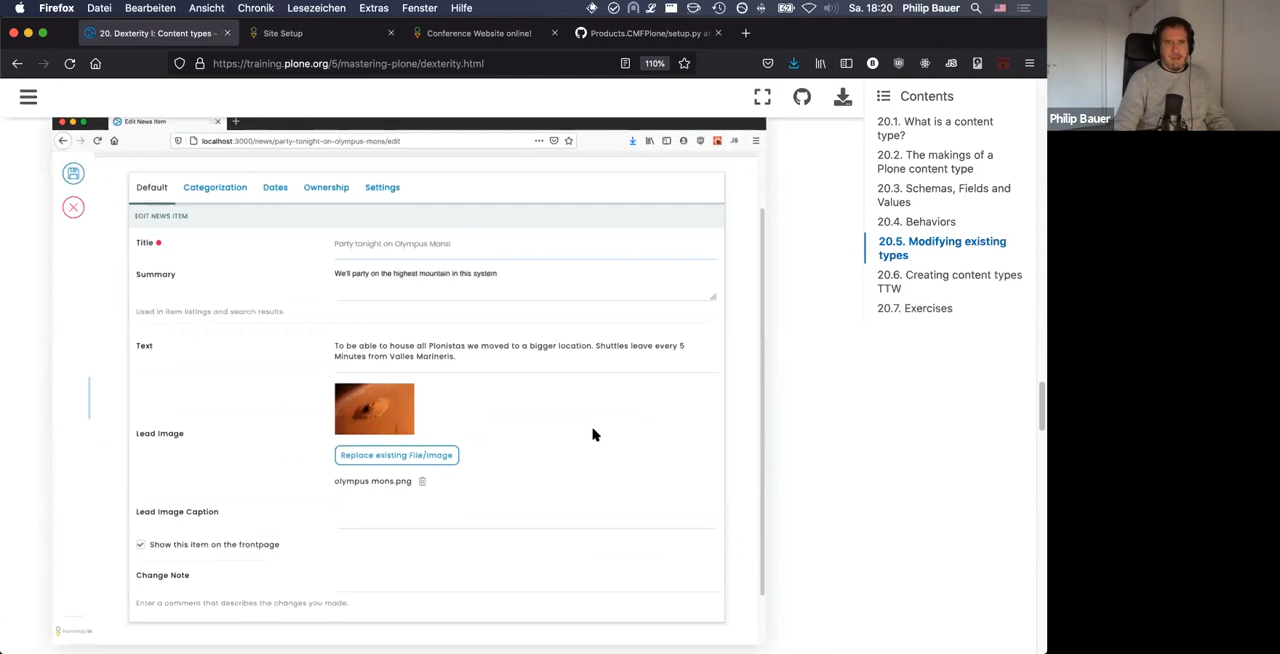 Firefox Datei Bearbeiten Ansicht Chronik Lesezeichen Extras Fenster Hilfe Sa. 18:20 Philip Bauer
20. Dexterity I: Content types – Site Setup Conference Website online! Products.CMFPlone/setup.py at
https://training.plone.org/5/mastering-plone/dexterity.html 110%
Contents
20.1. What is a content
type?
20.2. The makings of a
Plone content type
20.3. Schemas, Fields and
Values
20.4. Behaviors
20.5. Modifying existing
types
20.6. Creating content types
TTW
20.7. Exercises
Edit News Item
localhost:3000/news/party-tonight-on-olympus-mons/edit
Default Categorization Dates Ownership Settings
EDIT NEWS ITEM
Title Party tonight on Olympus Mons!
Summary We'll party on the highest mountain in this system
Used in item listings and search results.
Text To be able to house all Plonistas we moved to a bigger location. Shuttles leave every 5
Minutes from Valles Marineris.
Lead Image
Replace existing File/Image
olympus mons.png
Lead Image Caption
Show this item on the frontpage
Change Note
Enter a comment that describes the changes you made.
Philip Bauer